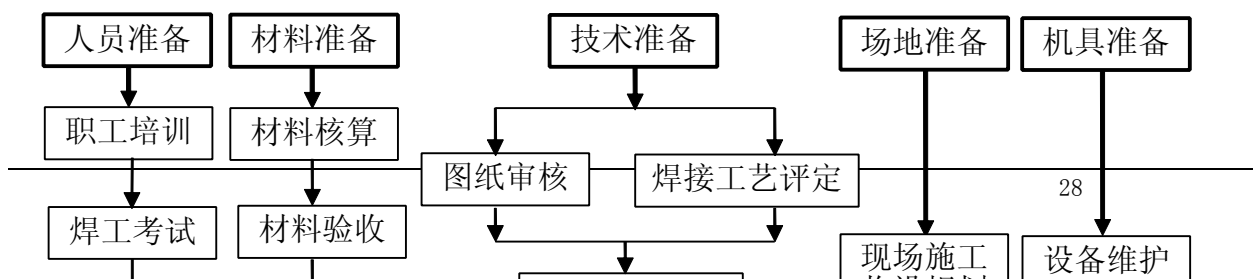 人员准备
材料准备
技术准备
场地准备
机具准备
职工培训
材料核算
图纸审核
焊接工艺评定
28
焊工考试
材料验收
现场施工
设备维护